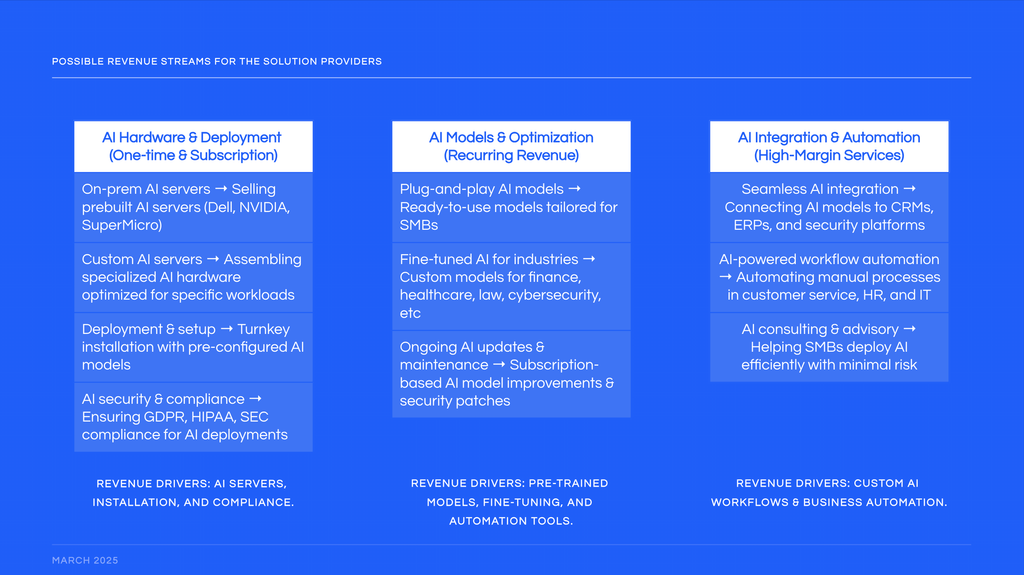 POSSIBLE REVENUE STREAMS FOR THE SOLUTION PROVIDERS
AI Hardware & Deployment
(One-time & Subscription)
On-prem AI servers → Selling
prebuilt AI servers (Dell, NVIDIA,
SuperMicro)
Custom AI servers → Assembling
specialized AI hardware
optimized for specific workloads
Deployment & setup → Turnkey
installation with pre-configured AI
models
AI security & compliance →
Ensuring GDPR, HIPAA, SEC
compliance for AI deployments
REVENUE DRIVERS: AI SERVERS,
INSTALLATION, AND COMPLIANCE.
AI Models & Optimization
(Recurring Revenue)
Plug-and-play AI models →
Ready-to-use models tailored for
SMBs
Fine-tuned AI for industries →
Custom models for finance,
healthcare, law, cybersecurity,
etc
Ongoing AI updates &
maintenance → Subscription-
based AI model improvements &
security patches
REVENUE DRIVERS: PRE-TRAINED
MODELS, FINE-TUNING, AND
AUTOMATION TOOLS.
AI Integration & Automation
(High-Margin Services)
Seamless AI integration →
Connecting AI models to CRMs,
ERPs, and security platforms
AI-powered workflow automation
→ Automating manual processes
in customer service, HR, and IT
AI consulting & advisory →
Helping SMBs deploy AI
efficiently with minimal risk
REVENUE DRIVERS: CUSTOM AI
WORKFLOWS & BUSINESS AUTOMATION.
MARCH 2025